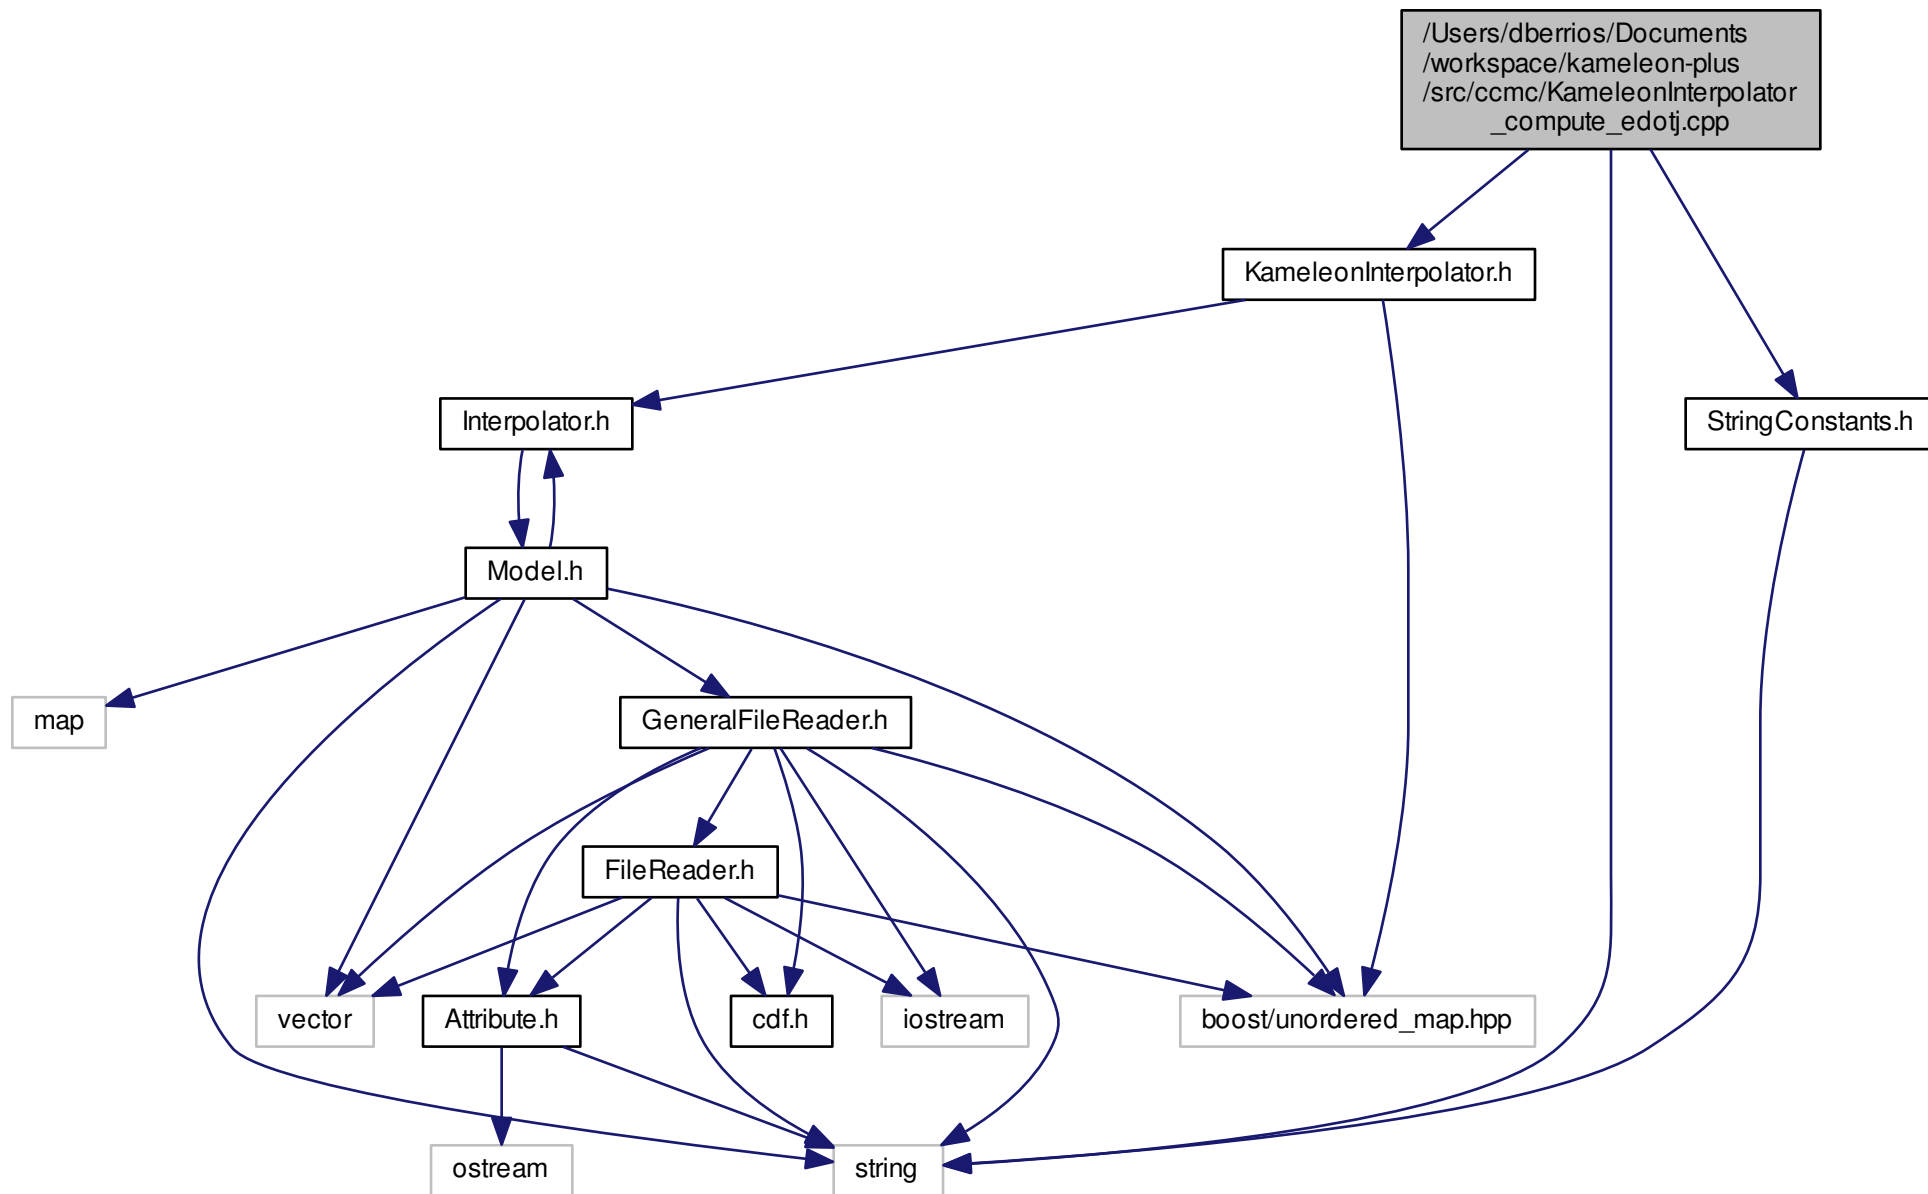 /Users/dberrios/Documents
/workspace/kameleon-plus
/src/ccmc/KameleonInterpolator
_compute_edotj.cpp
KameleonInterpolator.h
Interpolator.h
StringConstants.h
Model.h
map
GeneralFileReader.h
FileReader.h
vector
Attribute.h
cdf.h
iostream
boost/unordered_map.hpp
ostream
string